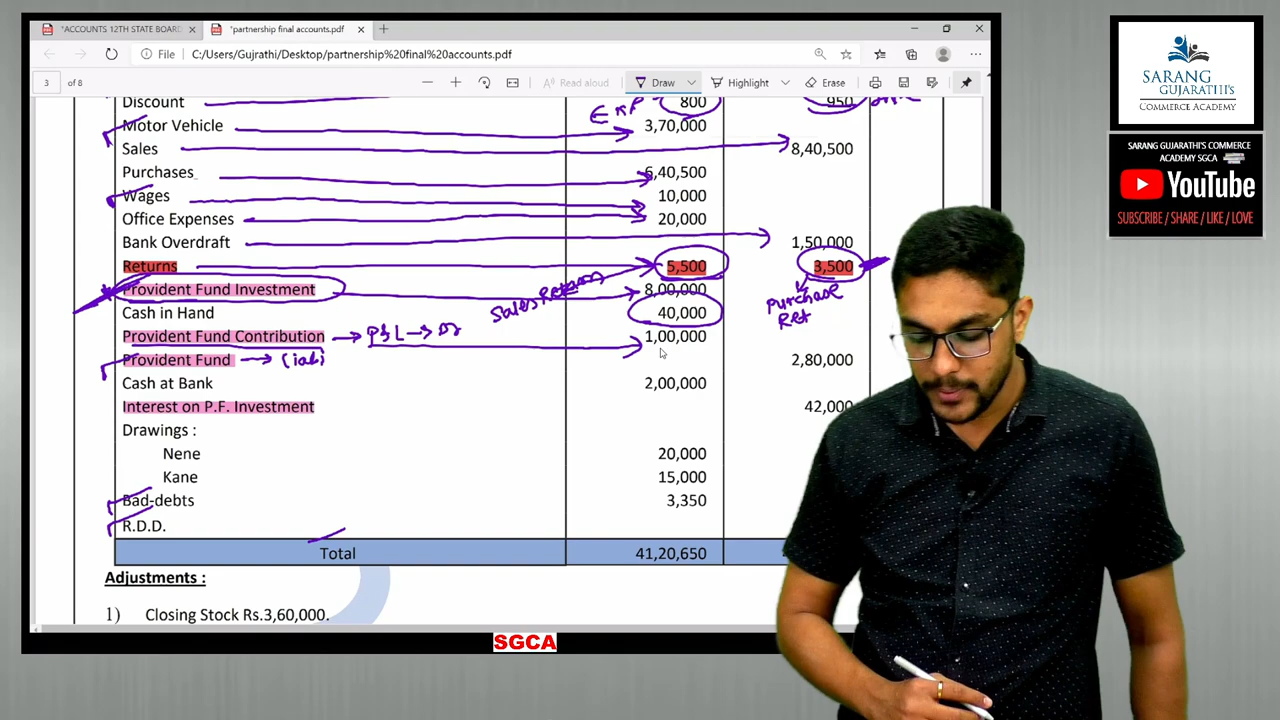 *ACCOUNTS 12TH STATE BOARD
*partnership final accounts.pdf
File
C:/Users/Gujrathi/Desktop/partnership%20final%20accounts.pdf
3 of 8
Read aloud
Draw
Highlight
Erase
Discount 800 950
Motor Vehicle 3,70,000
Sales 8,40,500
Purchases 6,40,500
Wages 10,000
Office Expenses 20,000
Bank Overdraft 1,50,000
Returns 5,500 3,500
Sales Return
Purchase
Ret
Provident Fund Investment 8,00,000
Cash in Hand 40,000
Provident Fund Contribution → P&L → Dr 1,00,000
Provident Fund → Liab 2,80,000
Cash at Bank 2,00,000
Interest on P.F. Investment 42,000
Drawings :
Nene 20,000
Kane 15,000
Bad-debts 3,350
R.D.D.
Total 41,20,650
Adjustments :
1) Closing Stock Rs.3,60,000.
SGCA
SARANG
GUJARATHI'S
COMMERCE ACADEMY
SARANG GUJARATHI'S COMMERCE
ACADEMY SGCA
YouTube
SUBSCRIBE / SHARE / LIKE / LOVE